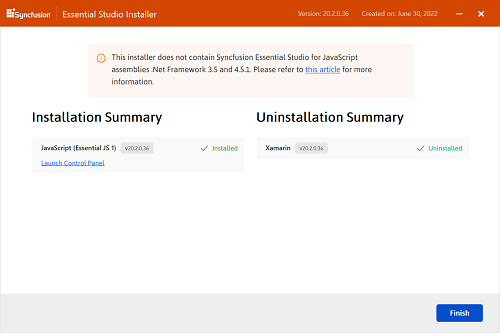 Syncfusion Essential Studio Installer Version: 20.2.0.36 Created on: June 30, 2022
This installer does not contain Syncfusion Essential Studio for JavaScript
assemblies .Net Framework 3.5 and 4.5.1. Please refer to this article for more
information.
Installation Summary
JavaScript (Essential JS 1) v20.2.0.36 Installed
Launch Control Panel
Uninstallation Summary
Xamarin v20.2.0.36 Uninstalled
Finish